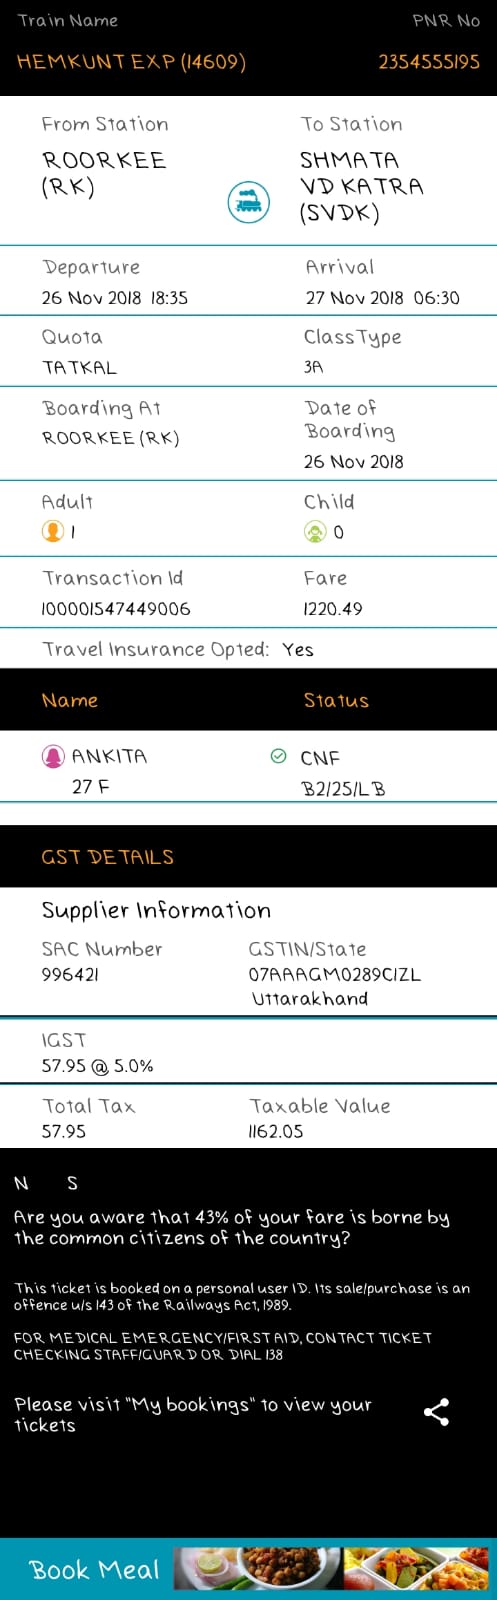 Train Name PNR No
HEMKUNT EXP (14609) 2354555195
From Station To Station
ROORKEE SHMATA
(RK) VD KATRA
(SVDK)
Departure Arrival
26 Nov 2018 18:35 27 Nov 2018 06:30
Quota Class Type
TATKAL 3A
Boarding At Date of
Boarding
ROORKEE (RK)
26 Nov 2018
Adult Child
1 0
Transaction Id Fare
100001547449006 1220.49
Travel Insurance Opted: Yes
Name Status
ANKITA CNF
27 F B2/25/LB
GST DETAILS
Supplier Information
SAC Number GSTIN/State
996421 07AAAGM0289C1ZL
Uttarakhand
IGST
57.95 @ 5.0%
Total Tax Taxable Value
57.95 1162.05
N S
Are you aware that 43% of your fare is borne by
the common citizens of the country?
This ticket is booked on a personal user ID. Its sale/purchase is an
offence u/s 143 of the Railways Act, 1989.
FOR MEDICAL EMERGENCY/FIRST AID, CONTACT TICKET
CHECKING STAFF/GUARD OR DIAL 138
Please visit "My bookings" to view your
tickets
Book Meal